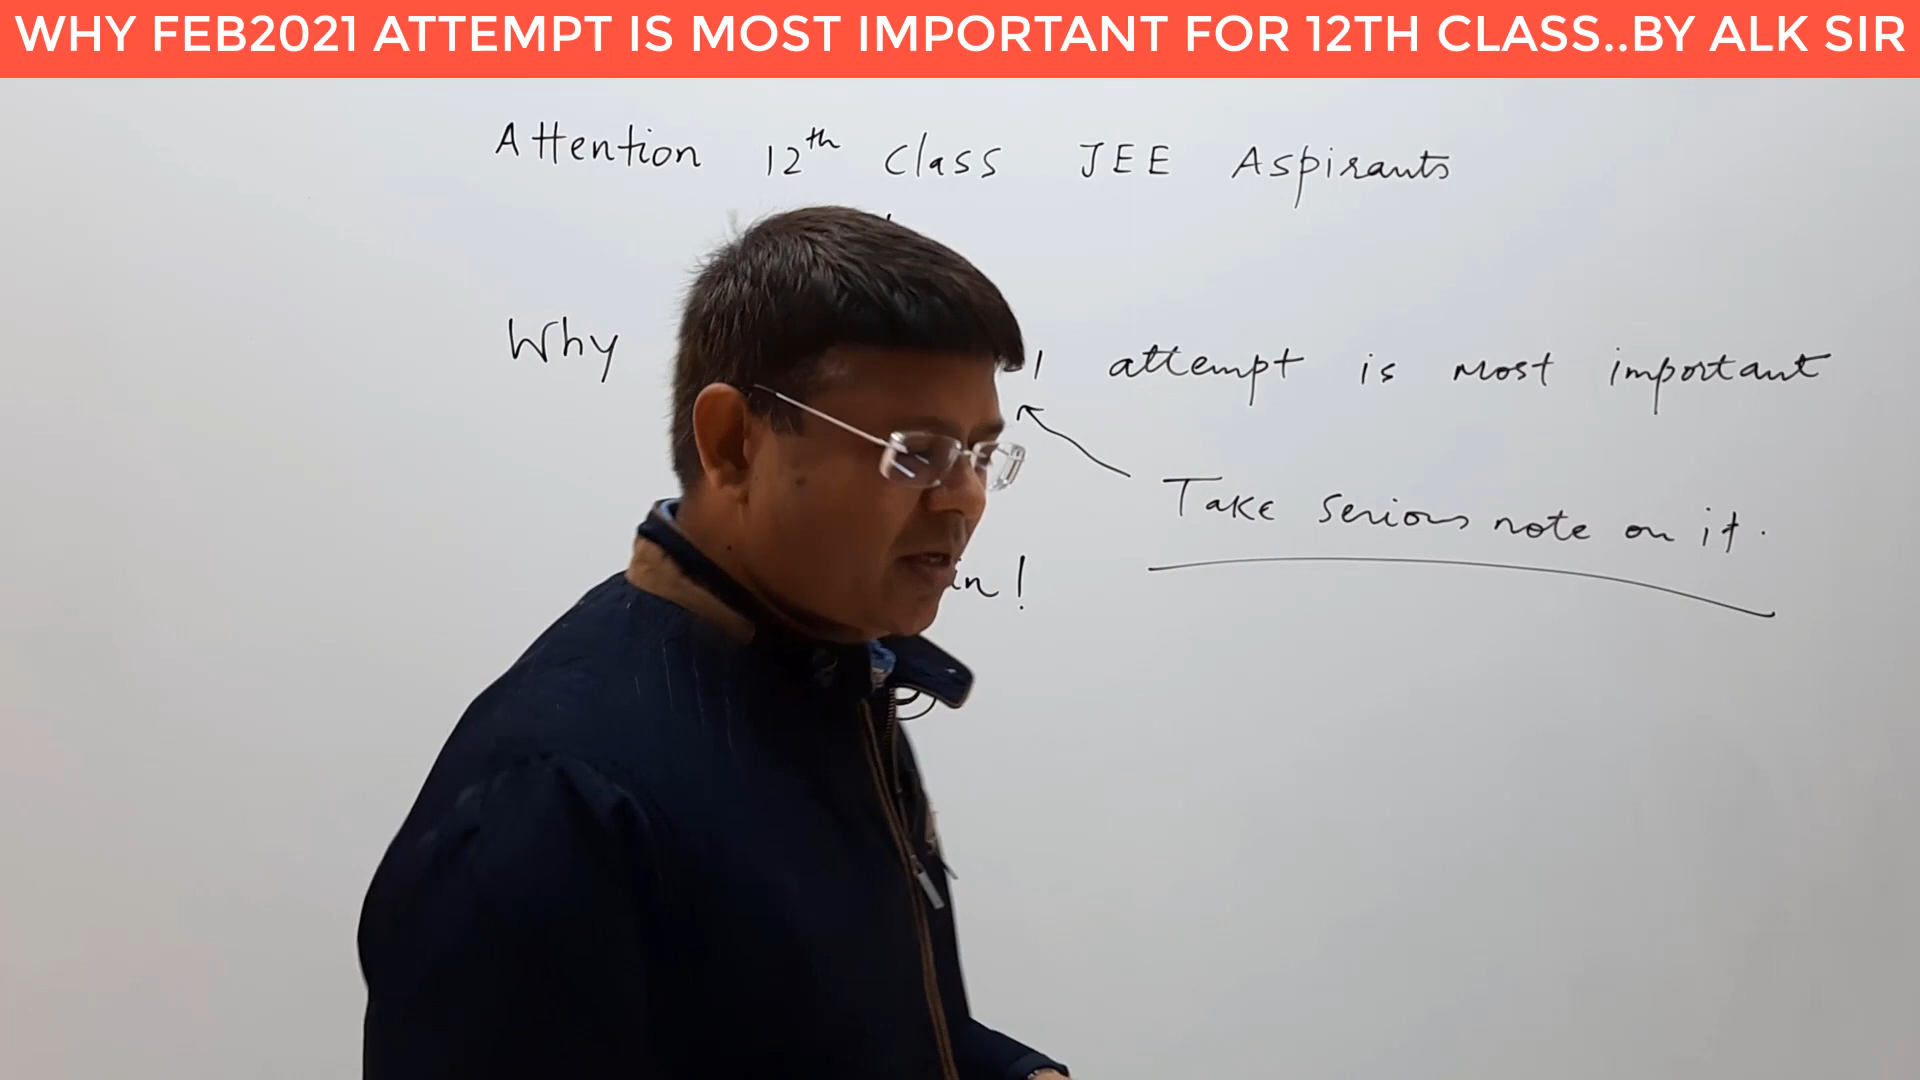 WHY FEB2021 ATTEMPT IS MOST IMPORTANT FOR 12TH CLASS..BY ALK SIR
Attention 12th Class JEE Aspirants
Why attempt is most important
Take serious note on it.